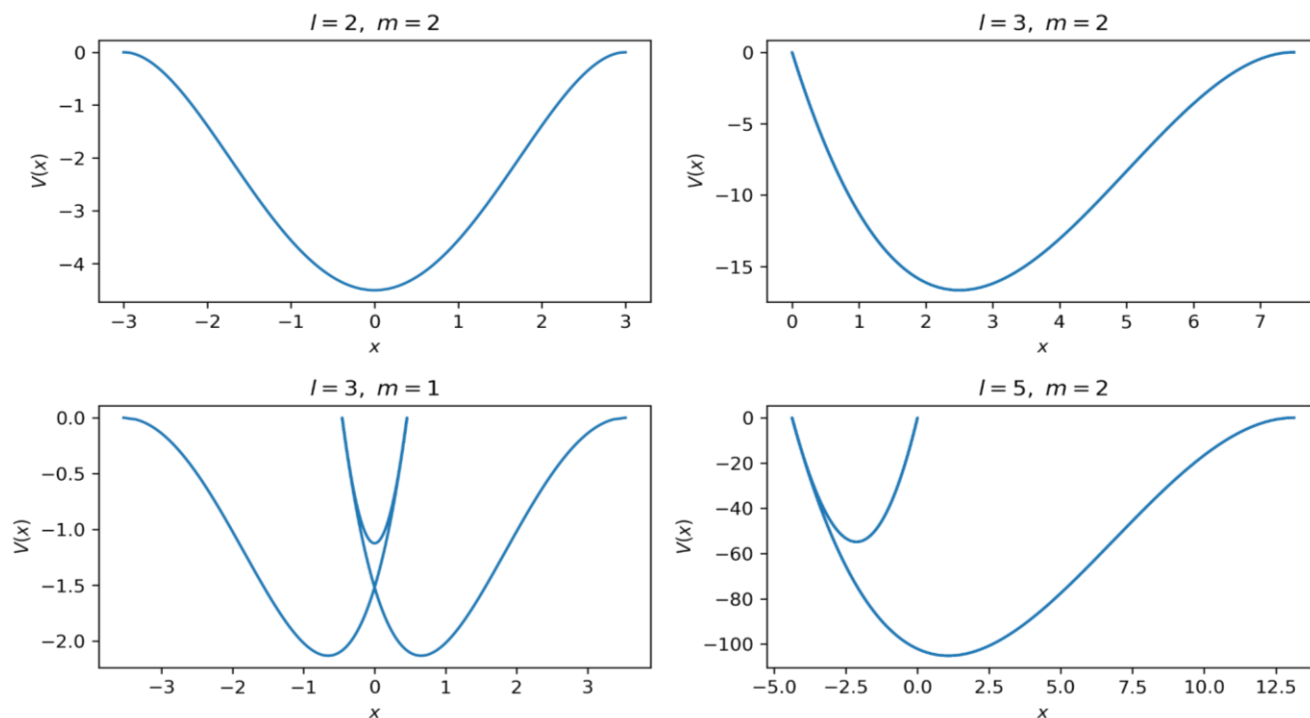 l = 2, m = 2
0
−1
−2
−3
−4
V(x)
−3 −2 −1 0 1 2 3
x
l = 3, m = 2
0
−5
−10
−15
V(x)
0 1 2 3 4 5 6 7
x
l = 3, m = 1
0.0
−0.5
−1.0
−1.5
−2.0
V(x)
−3 −2 −1 0 1 2 3
x
l = 5, m = 2
0
−20
−40
−60
−80
−100
V(x)
−5.0 −2.5 0.0 2.5 5.0 7.5 10.0 12.5
x